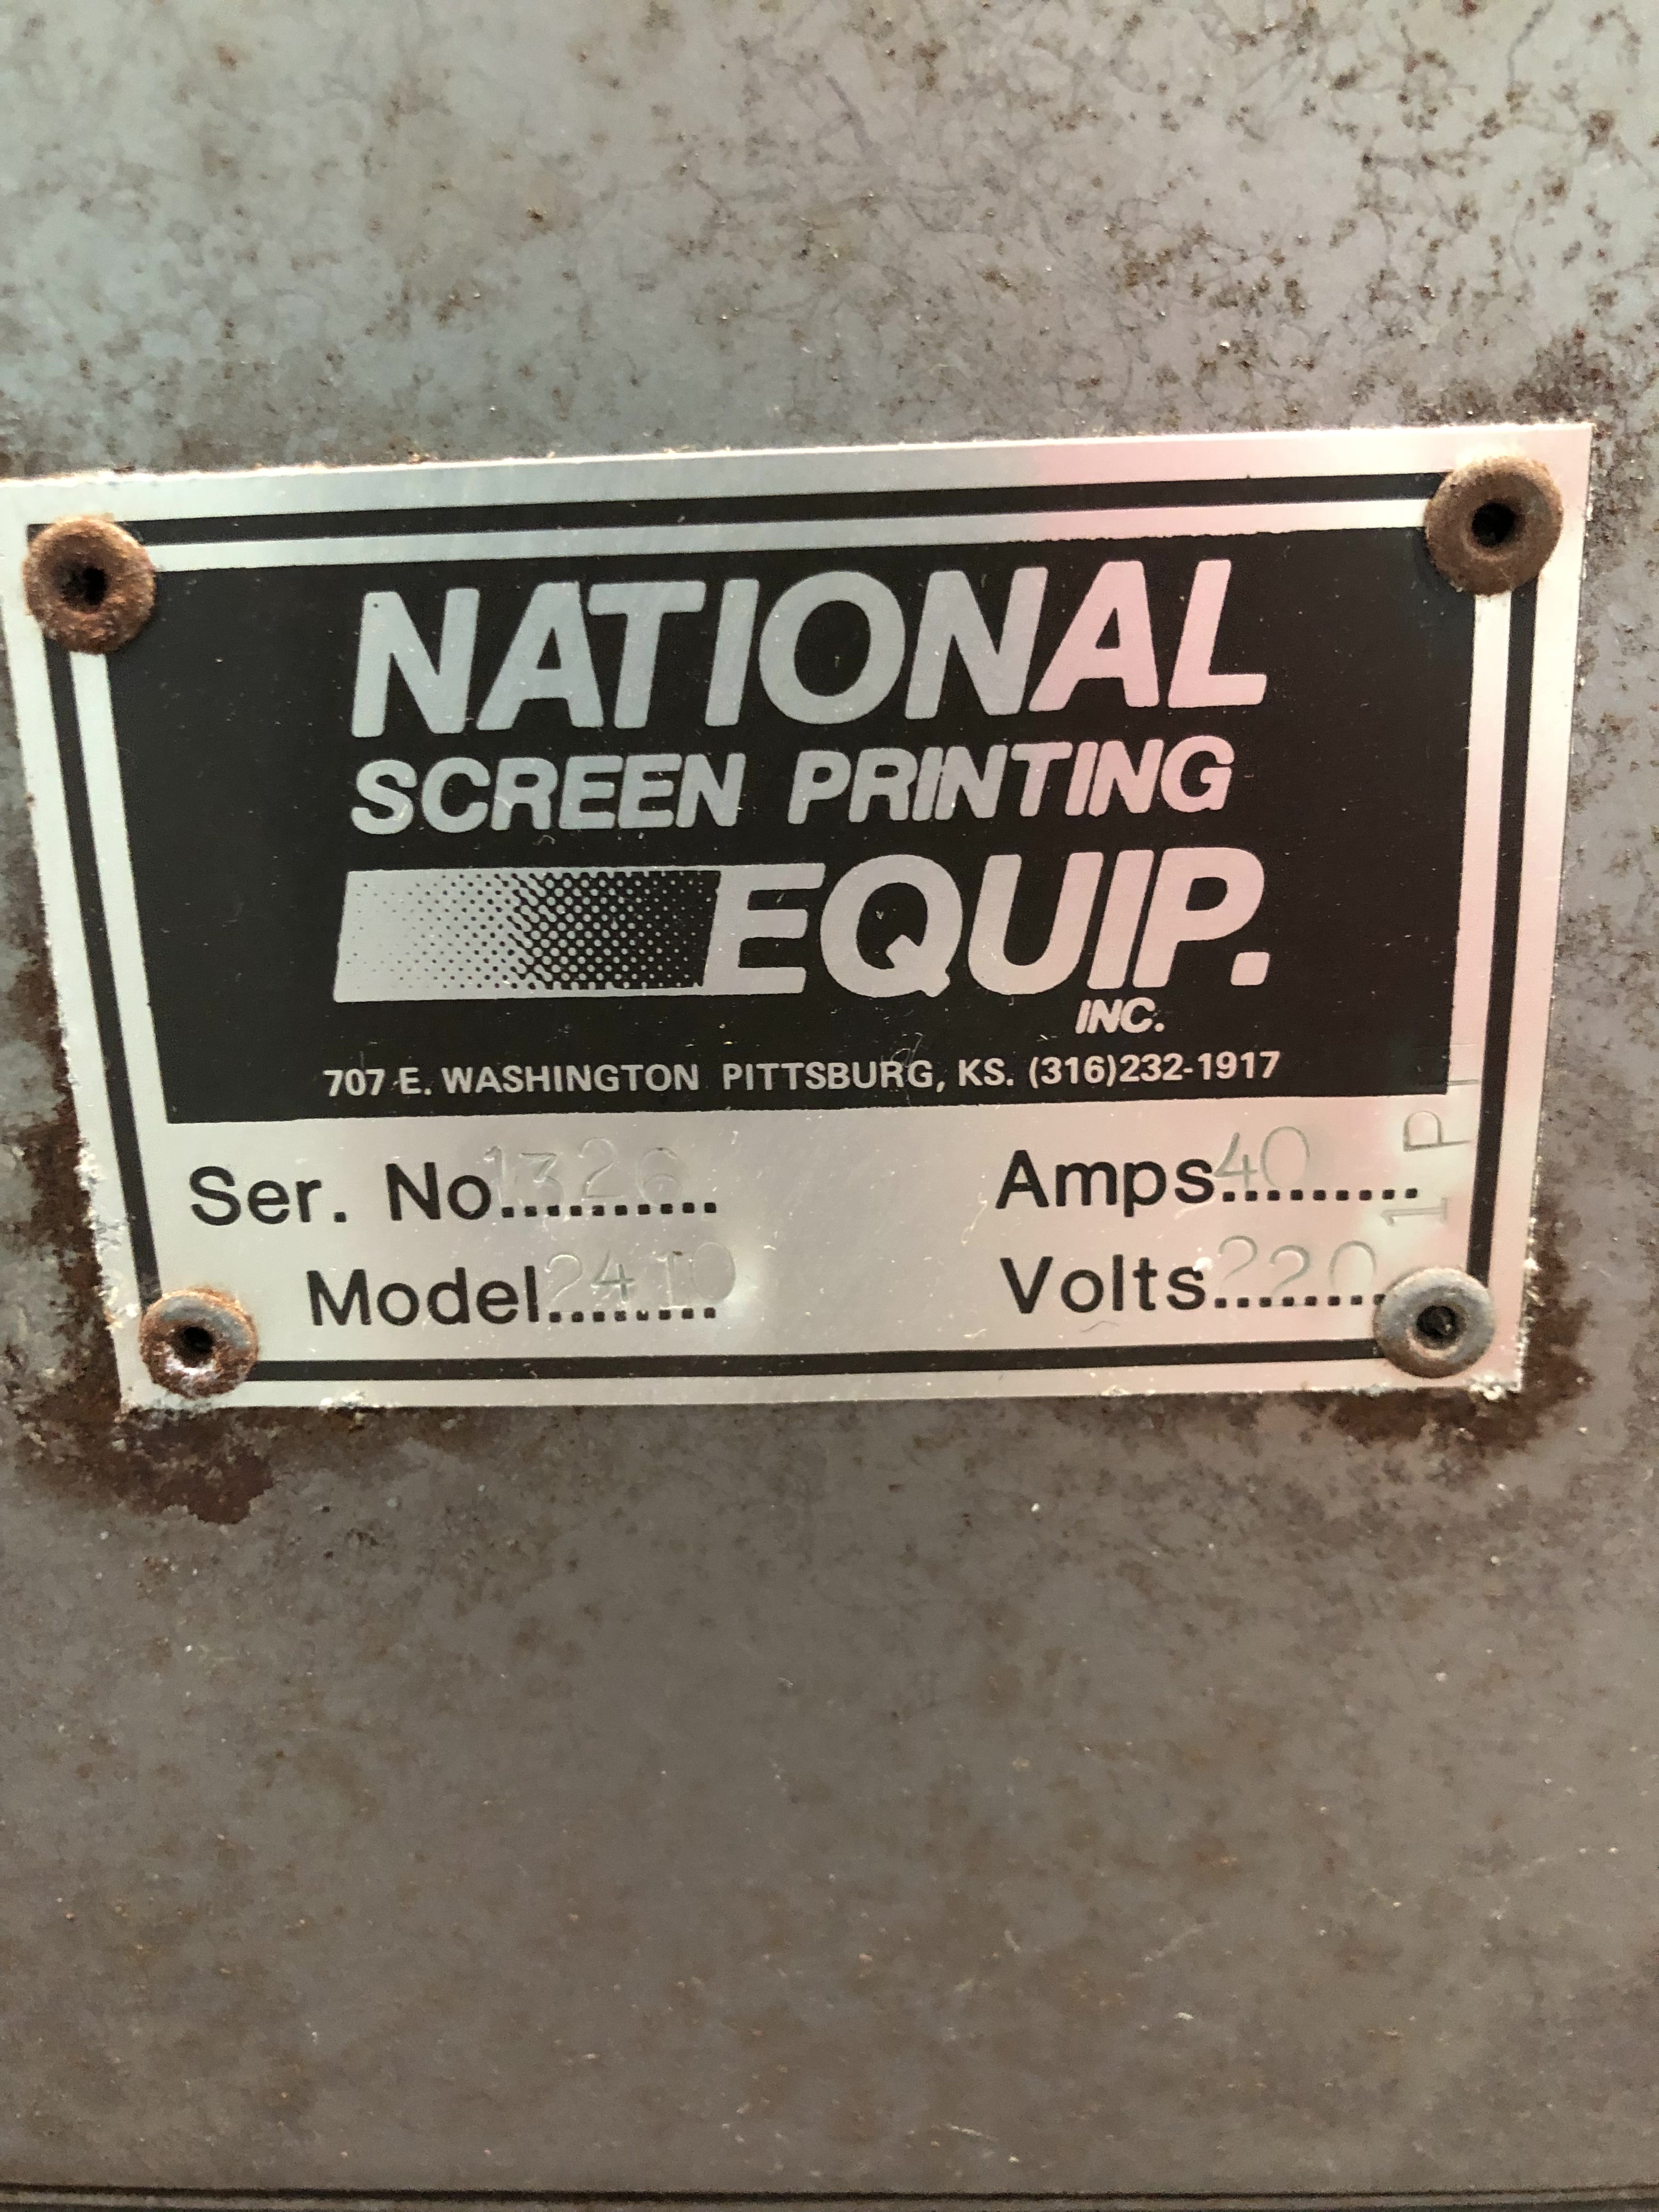 NATIONAL
SCREEN PRINTING
EQUIP.
INC.
707 E. WASHINGTON PITTSBURG, KS. (316)232-1917
Ser. No. 1326
Amps 40
Model 2410
Volts 220
1 P